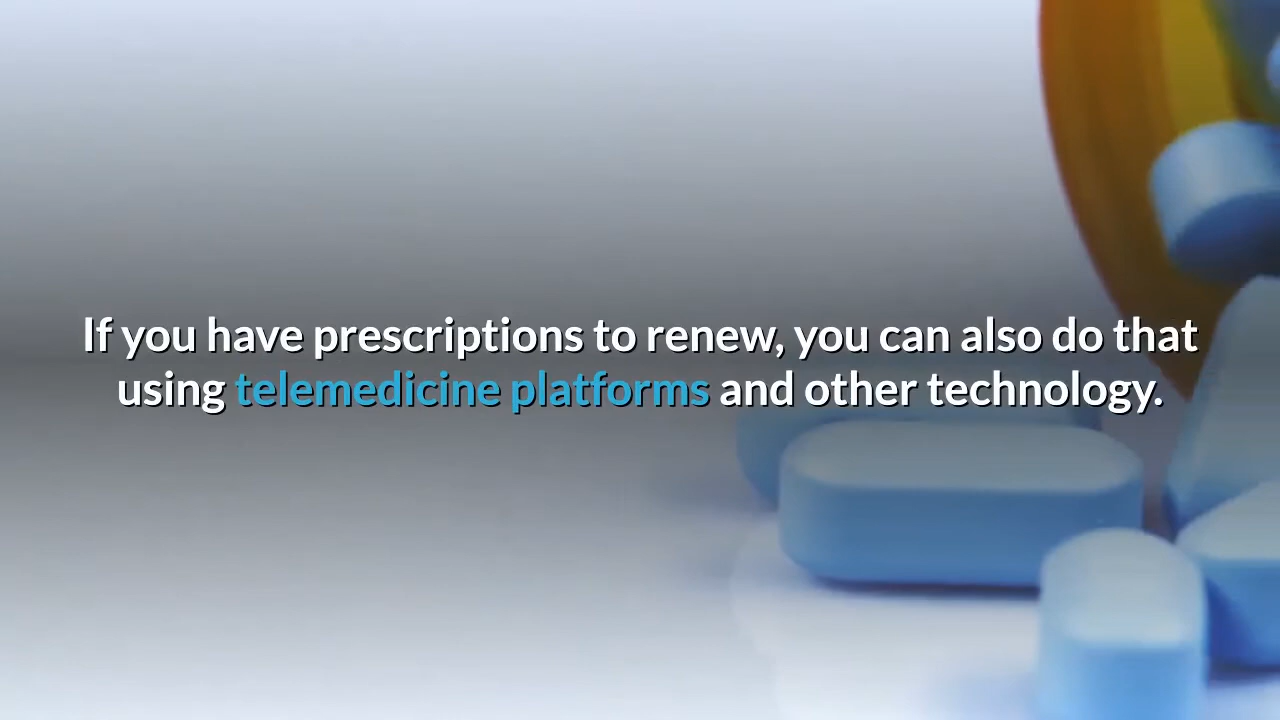 If you have prescriptions to renew, you can also do that
using telemedicine platforms and other technology.